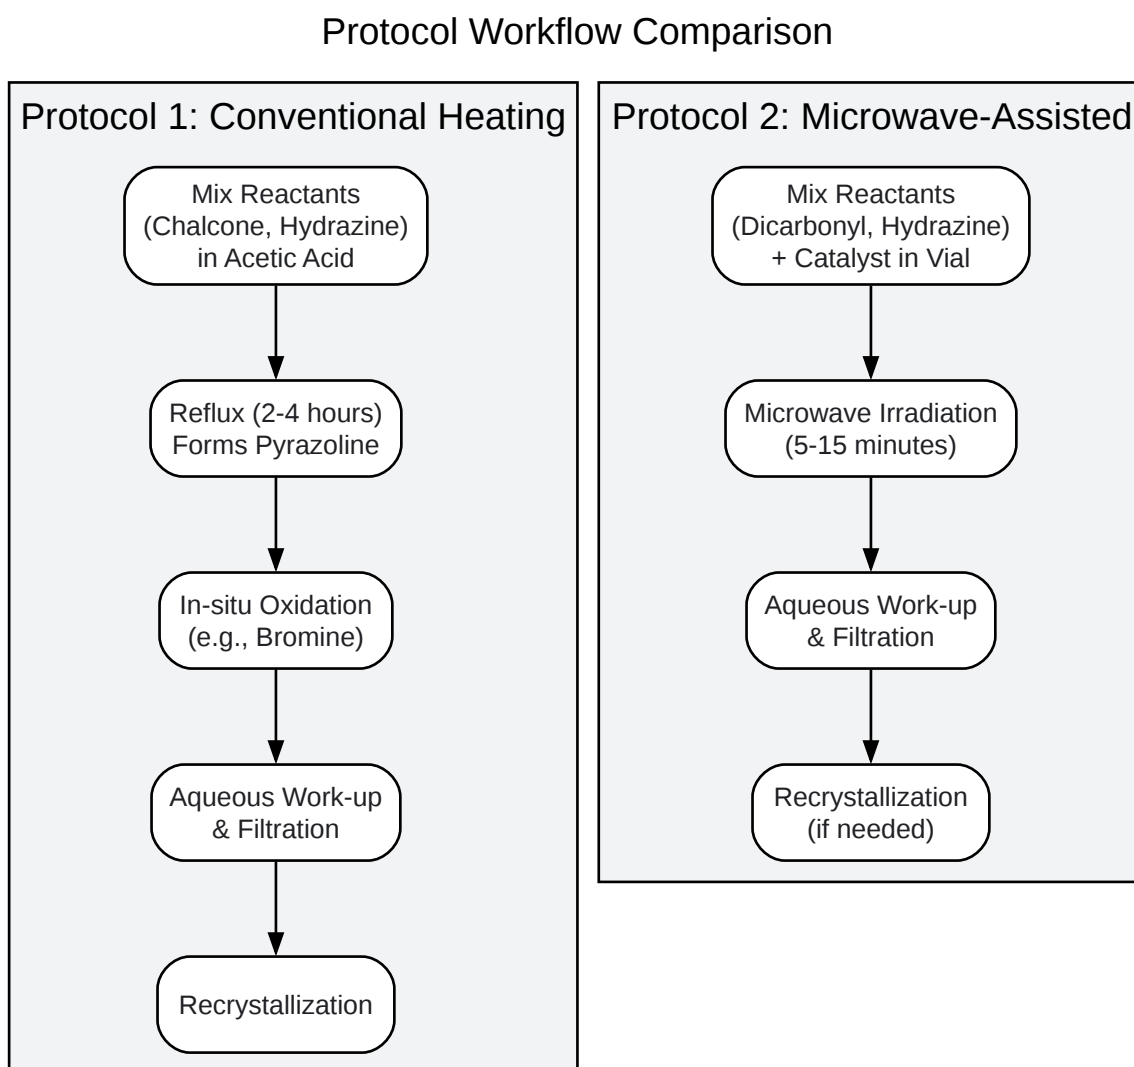 Protocol Workflow Comparison
Protocol 1: Conventional Heating
Mix Reactants
(Chalcone, Hydrazine)
in Acetic Acid
Reflux (2-4 hours)
Forms Pyrazoline
In-situ Oxidation
(e.g., Bromine)
Aqueous Work-up
& Filtration
Recrystallization
Protocol 2: Microwave-Assisted
Mix Reactants
(Dicarbonyl, Hydrazine)
+ Catalyst in Vial
Microwave Irradiation
(5-15 minutes)
Aqueous Work-up
& Filtration
Recrystallization
(if needed)